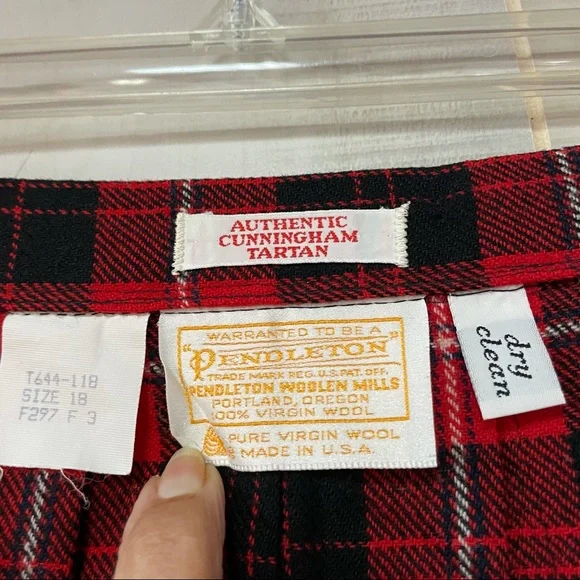 AUTHENTIC
CUNNINGHAM
TARTAN
T644-118
SIZE 18
F297 F 3
WARRANTED TO BE A
"PENDLETON"
TRADE MARK REG. U.S. PAT. OFF.
PENDLETON WOOLEN MILLS
PORTLAND, OREGON
100% VIRGIN WOOL
PURE VIRGIN WOOL
MADE IN U.S.A.
dry
clean